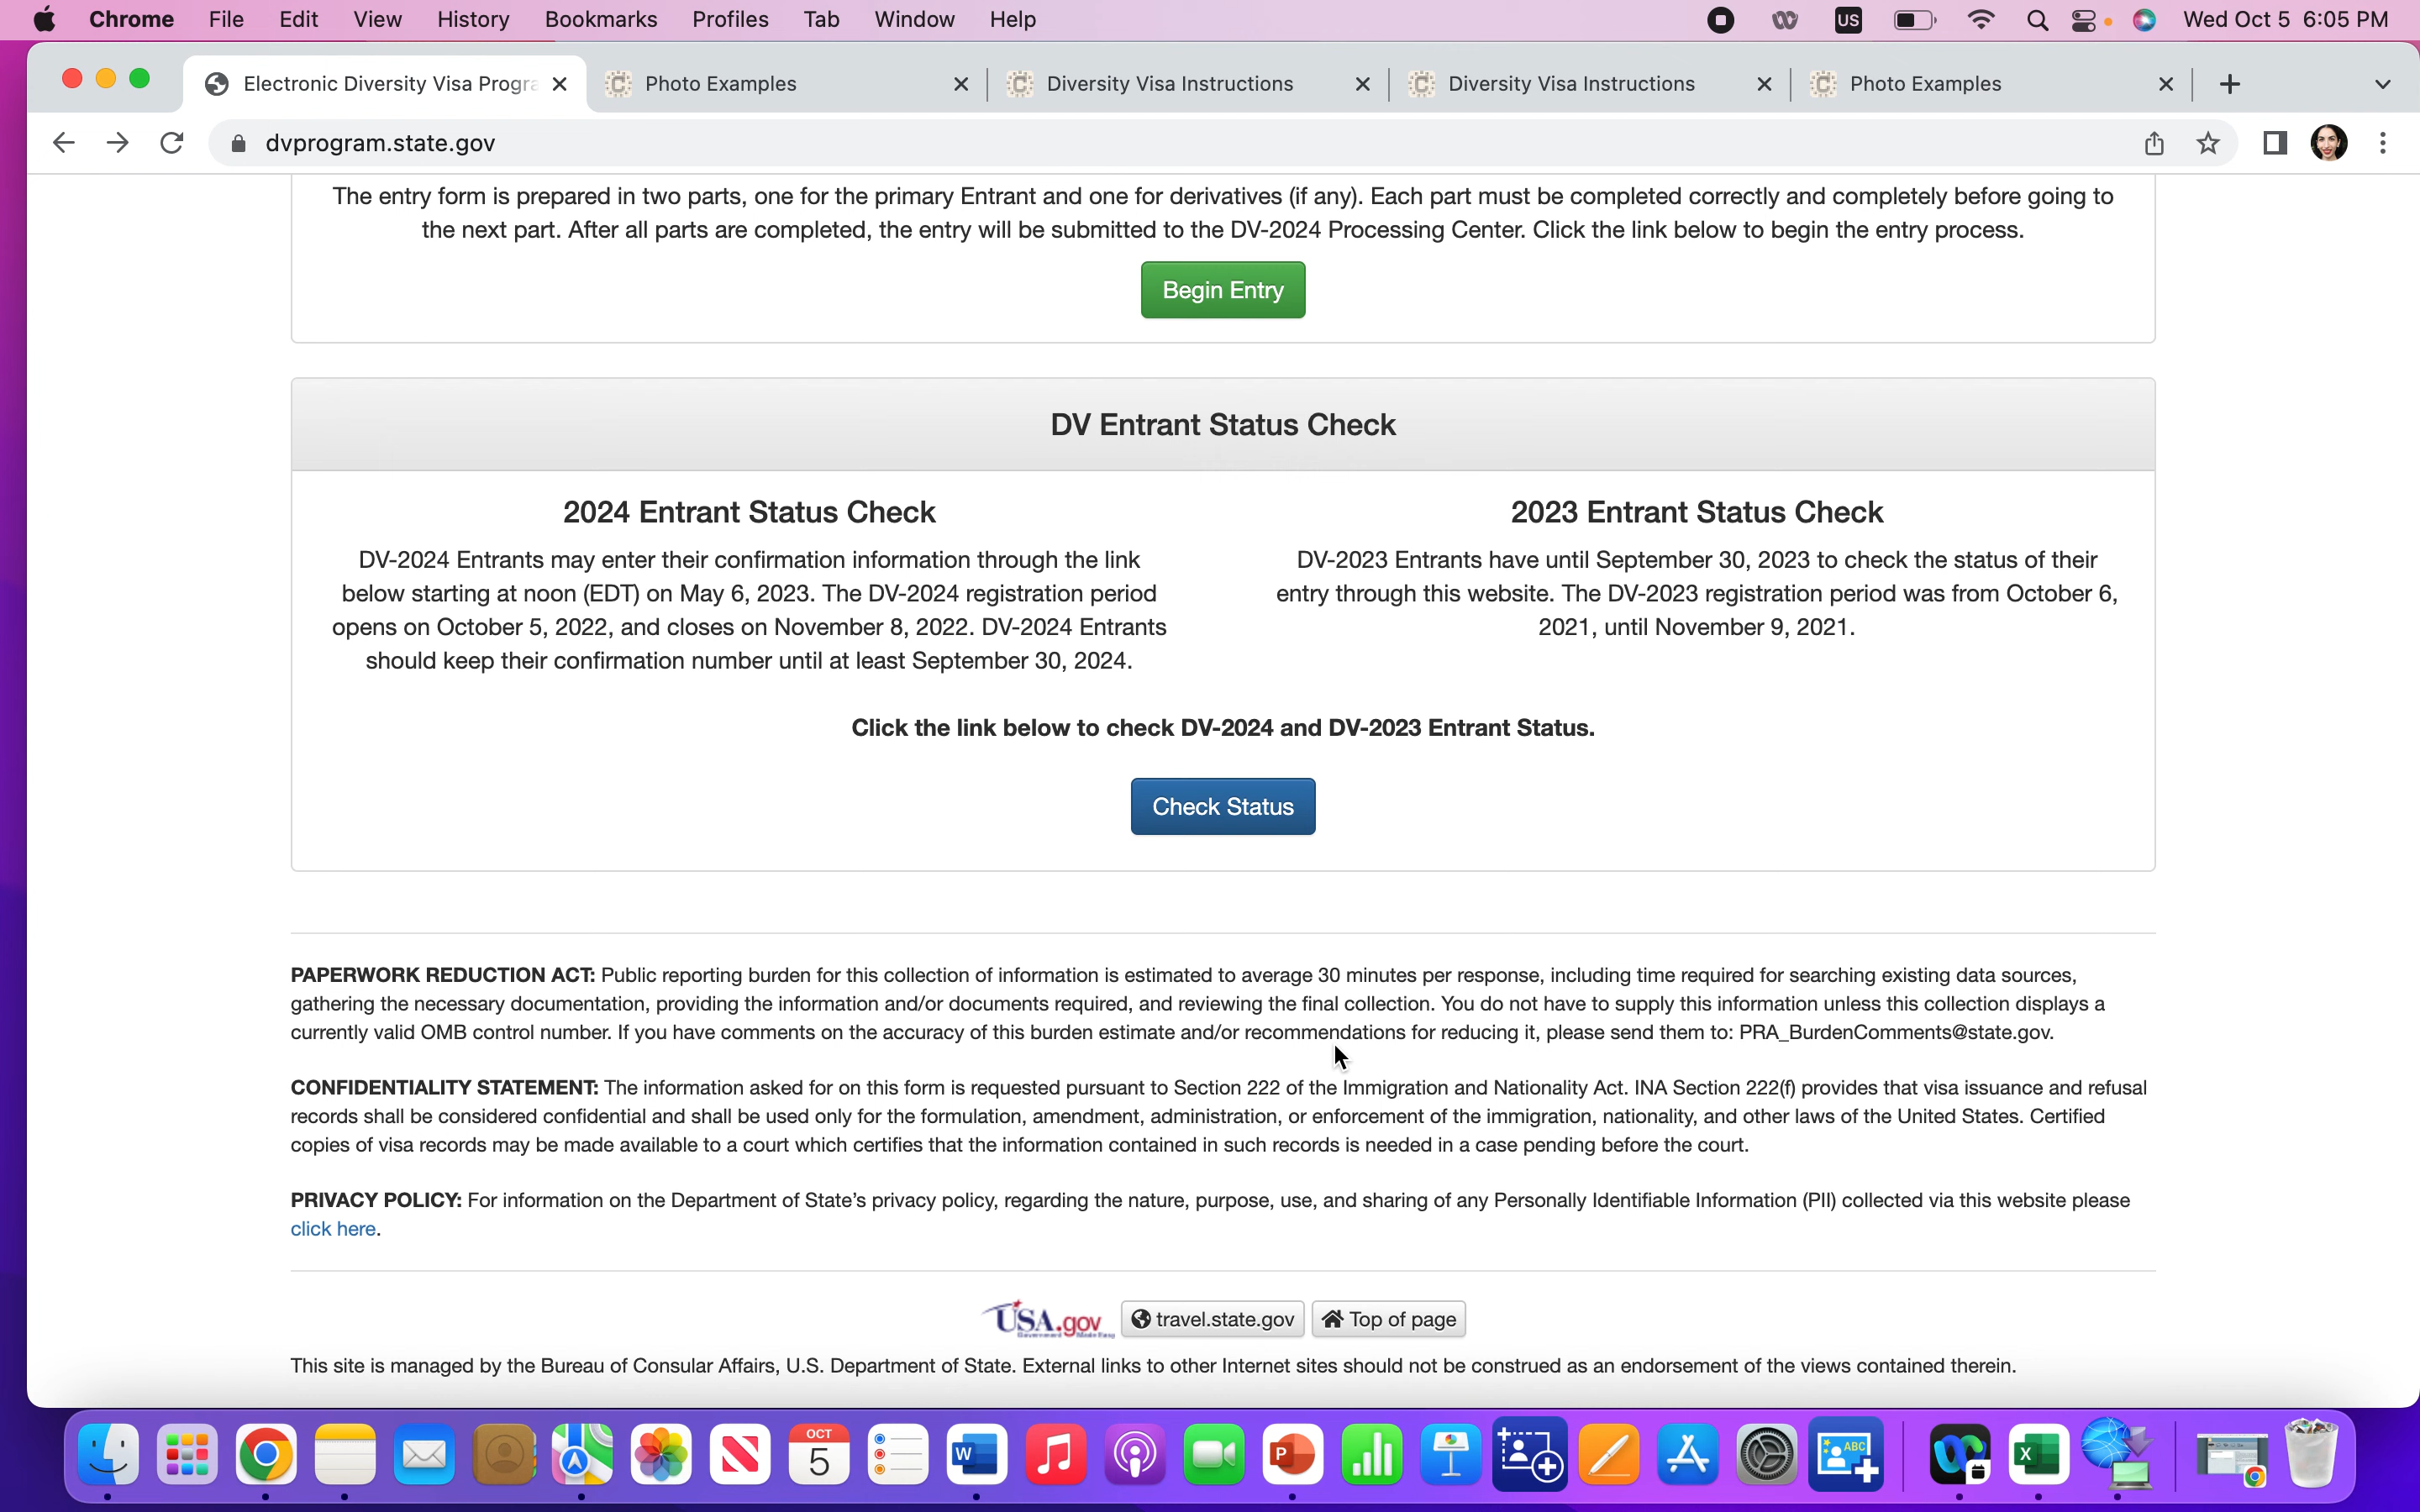 Chrome File Edit View History Bookmarks Profiles Tab Window Help US Wed Oct 5 6:05 PM
Electronic Diversity Visa Progra Photo Examples Diversity Visa Instructions Diversity Visa Instructions Photo Examples
dvprogram.state.gov
The entry form is prepared in two parts, one for the primary Entrant and one for derivatives (if any). Each part must be completed correctly and completely before going to
the next part. After all parts are completed, the entry will be submitted to the DV-2024 Processing Center. Click the link below to begin the entry process.
Begin Entry
DV Entrant Status Check
2024 Entrant Status Check
DV-2024 Entrants may enter their confirmation information through the link
below starting at noon (EDT) on May 6, 2023. The DV-2024 registration period
opens on October 5, 2022, and closes on November 8, 2022. DV-2024 Entrants
should keep their confirmation number until at least September 30, 2024.
2023 Entrant Status Check
DV-2023 Entrants have until September 30, 2023 to check the status of their
entry through this website. The DV-2023 registration period was from October 6,
2021, until November 9, 2021.
Click the link below to check DV-2024 and DV-2023 Entrant Status.
Check Status
PAPERWORK REDUCTION ACT: Public reporting burden for this collection of information is estimated to average 30 minutes per response, including time required for searching existing data sources,
gathering the necessary documentation, providing the information and/or documents required, and reviewing the final collection. You do not have to supply this information unless this collection displays a
currently valid OMB control number. If you have comments on the accuracy of this burden estimate and/or recommendations for reducing it, please send them to: PRA_BurdenComments@state.gov.
CONFIDENTIALITY STATEMENT: The information asked for on this form is requested pursuant to Section 222 of the Immigration and Nationality Act. INA Section 222(f) provides that visa issuance and refusal
records shall be considered confidential and shall be used only for the formulation, amendment, administration, or enforcement of the immigration, nationality, and other laws of the United States. Certified
copies of visa records may be made available to a court which certifies that the information contained in such records is needed in a case pending before the court.
PRIVACY POLICY: For information on the Department of State's privacy policy, regarding the nature, purpose, use, and sharing of any Personally Identifiable Information (PII) collected via this website please
click here.
USA.gov travel.state.gov Top of page
Government Made Easy
This site is managed by the Bureau of Consular Affairs, U.S. Department of State. External links to other Internet sites should not be construed as an endorsement of the views contained therein.
OCT
5
W
P
ABC
X